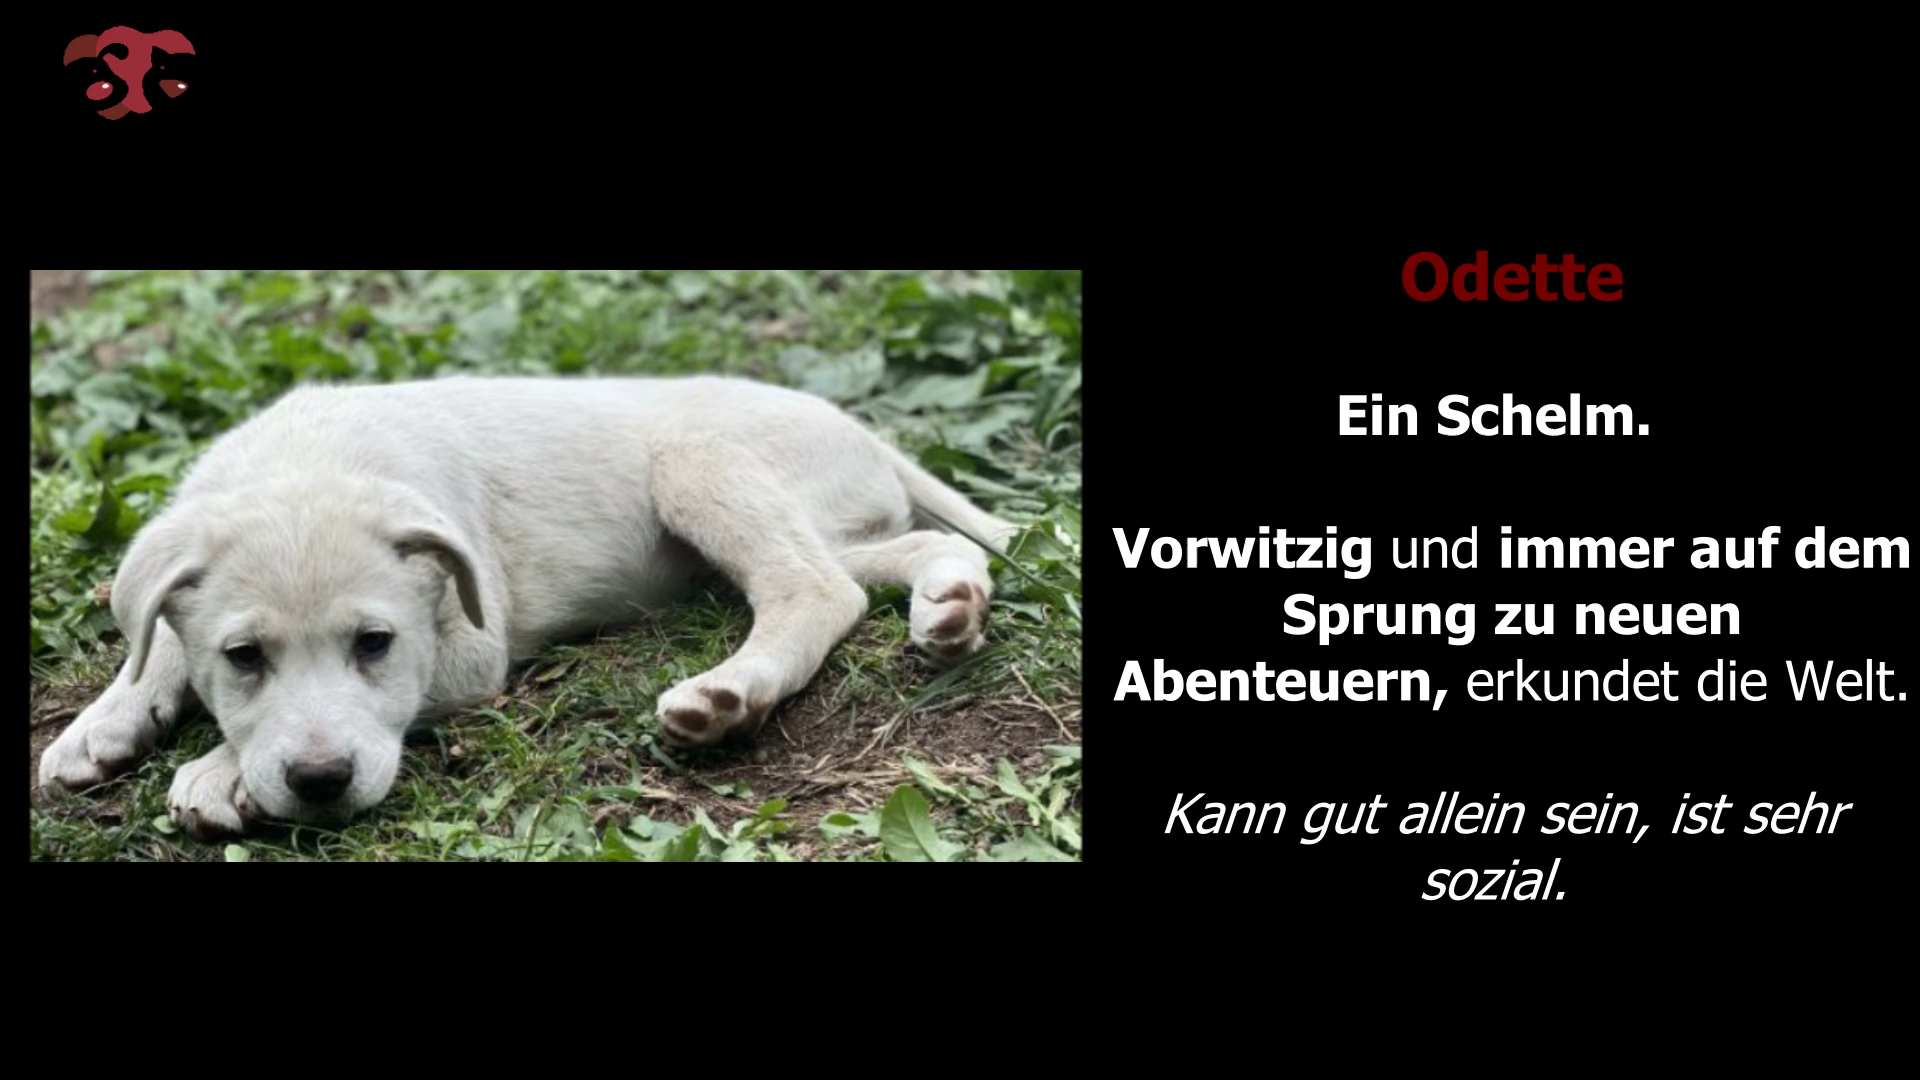 Odette
Ein Schelm.
Vorwitzig und immer auf dem
Sprung zu neuen
Abenteuern, erkundet die Welt.
Kann gut allein sein, ist sehr
sozial.